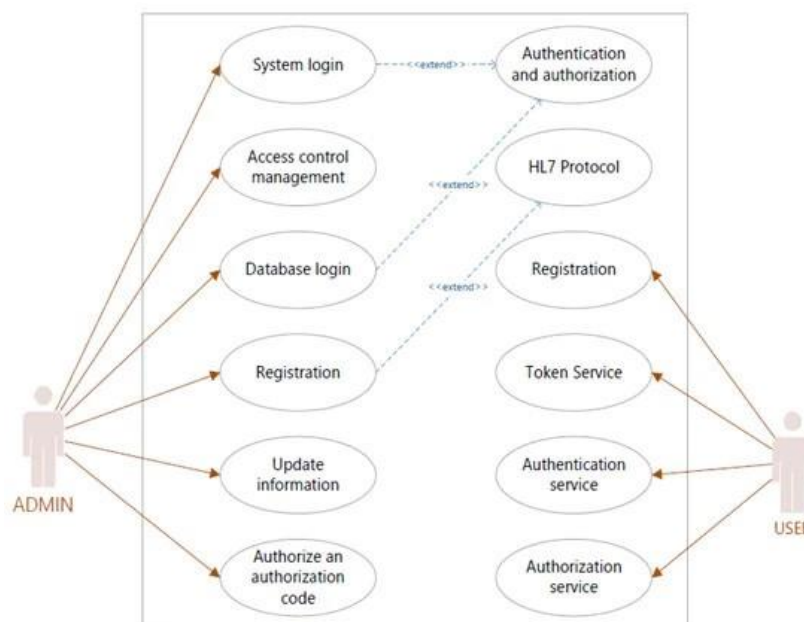 System login
<<extend>>
Authentication
and authorization
Access control
management
<<extend>>
HL7 Protocol
Database login
<<extend>>
Registration
Registration
Token Service
ADMIN
Update
information
Authentication
service
USER
Authorize an
authorization
code
Authorization
service